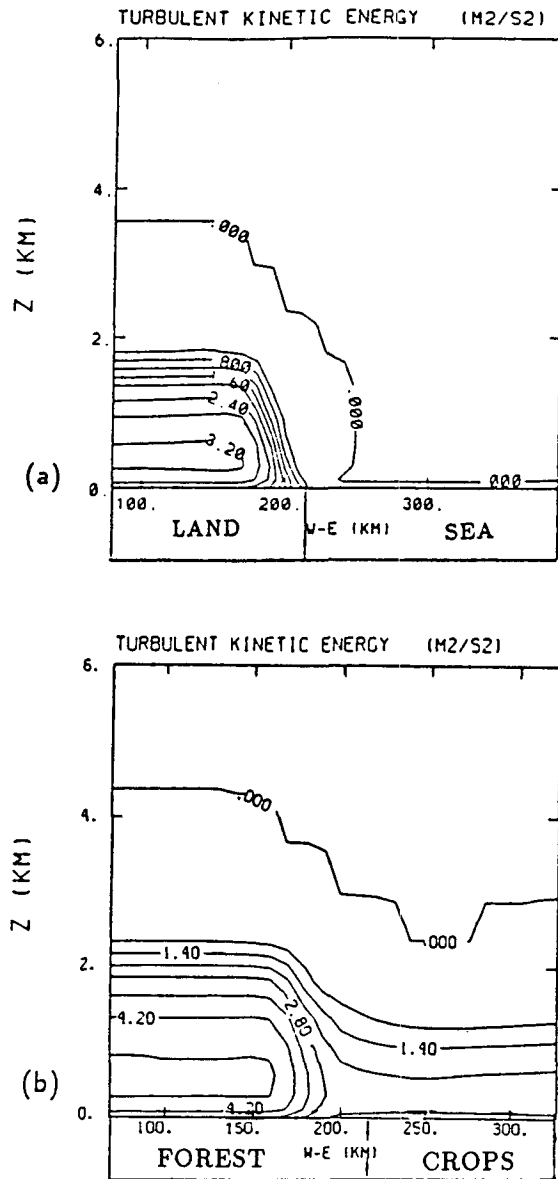 TURBULENT KINETIC ENERGY (M2/S2)
6.
4.
2.
0.
Z (KM)
.000
.800
1.60
2.40
3.20
.000
.000
(a)
100. 200. 300.
LAND W-E (KM) SEA
TURBULENT KINETIC ENERGY (M2/S2)
6.
4.
2.
0.
Z (KM)
.000
.000
1.40
2.80
4.20
1.40
4.20
(b)
100. 150. 200. 250. 300.
FOREST W-E (KM) CROPS